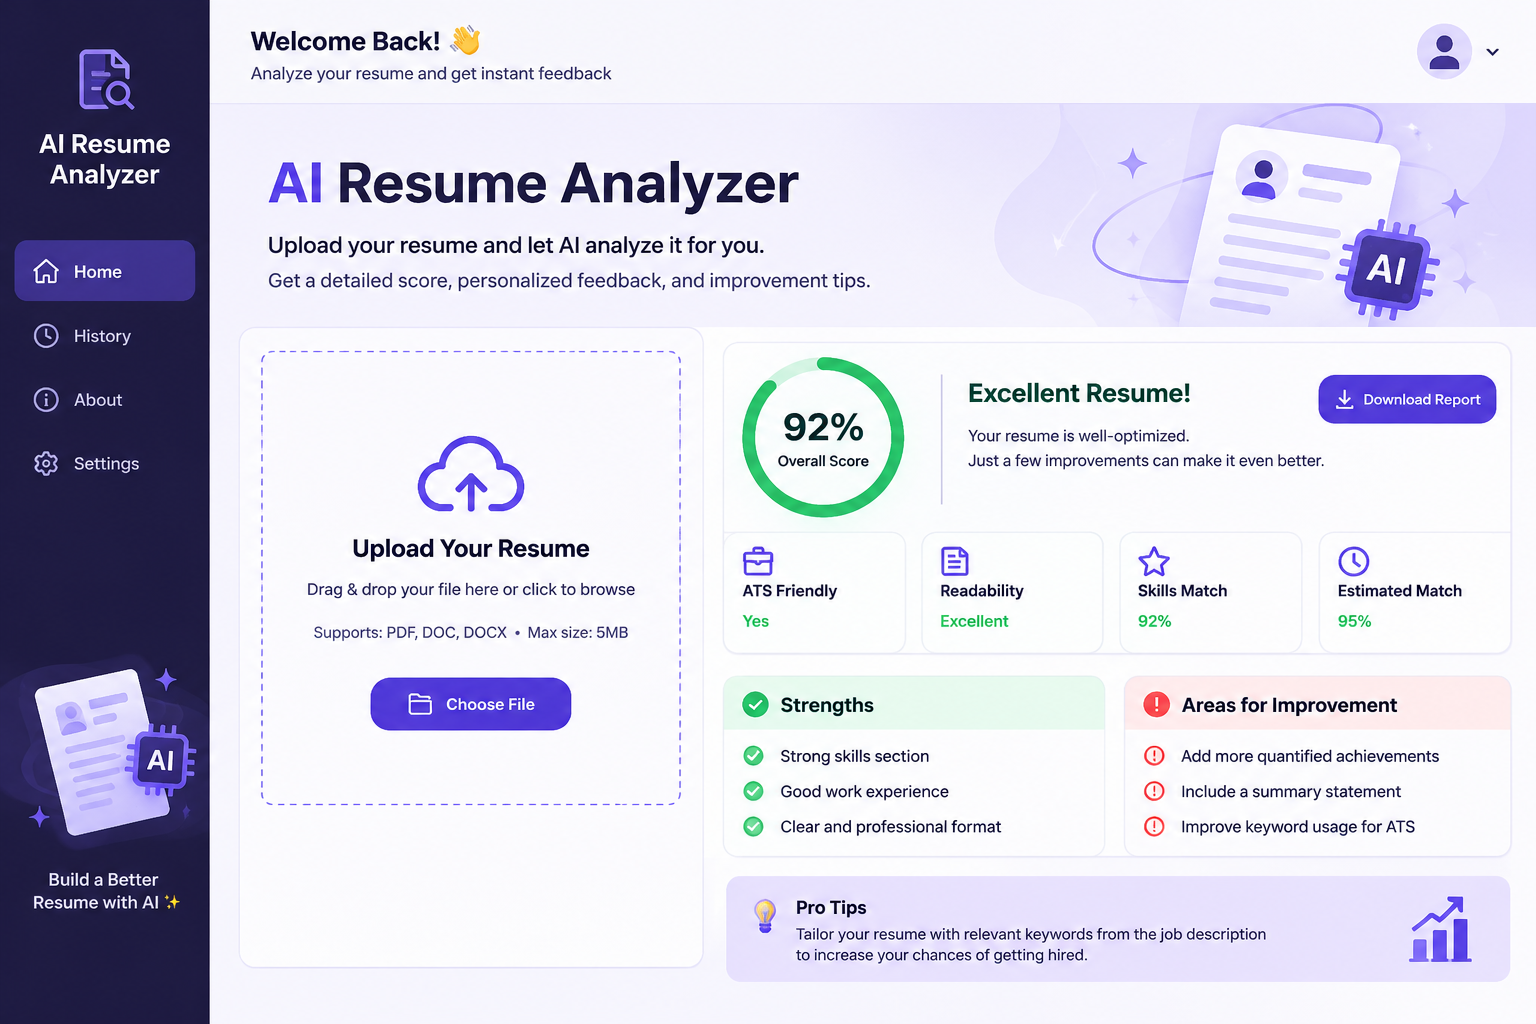 AI Resume
Analyzer
Home
History
About
Settings
AI
Build a Better
Resume with AI ✨
Welcome Back! 👋
Analyze your resume and get instant feedback
AI Resume Analyzer
Upload your resume and let AI analyze it for you.
Get a detailed score, personalized feedback, and improvement tips.
AI
Upload Your Resume
Drag & drop your file here or click to browse
Supports: PDF, DOC, DOCX • Max size: 5MB
Choose File
92%
Overall Score
Excellent Resume!
Your resume is well-optimized.
Just a few improvements can make it even better.
Download Report
ATS Friendly
Yes
Readability
Excellent
Skills Match
92%
Estimated Match
95%
Strengths
Strong skills section
Good work experience
Clear and professional format
Areas for Improvement
Add more quantified achievements
Include a summary statement
Improve keyword usage for ATS
Pro Tips
Tailor your resume with relevant keywords from the job description
to increase your chances of getting hired.